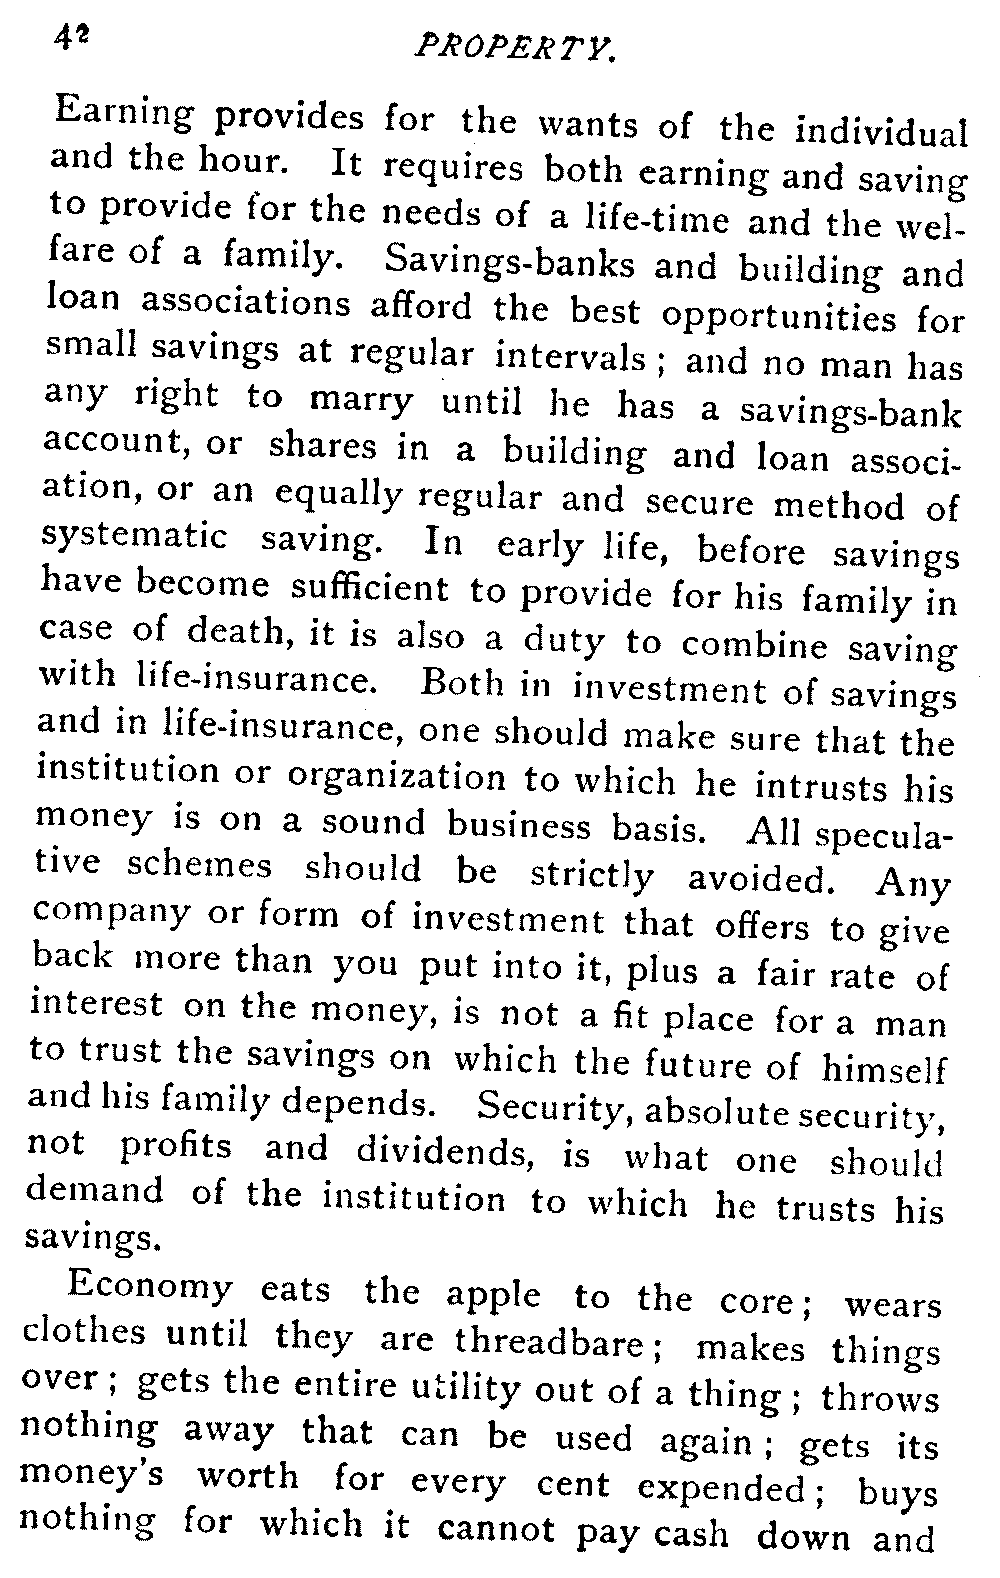 42
PROPERTY.
Earning provides for the wants of the individual
and the hour. It requires both earning and saving
to provide for the needs of a life-time and the wel-
fare of a family. Savings-banks and building and
loan associations afford the best opportunities for
small savings at regular intervals ; and no man has
any right to marry until he has a savings-bank
account, or shares in a building and loan associ-
ation, or an equally regular and secure method of
systematic saving. In early life, before savings
have become sufficient to provide for his family in
case of death, it is also a duty to combine saving
with life-insurance. Both in investment of savings
and in life-insurance, one should make sure that the
institution or organization to which he intrusts his
money is on a sound business basis. All specula-
tive schemes should be strictly avoided. Any
company or form of investment that offers to give
back more than you put into it, plus a fair rate of
interest on the money, is not a fit place for a man
to trust the savings on which the future of himself
and his family depends. Security, absolute security,
not profits and dividends, is what one should
demand of the institution to which he trusts his
savings.
Economy eats the apple to the core ; wears
clothes until they are threadbare ; makes things
over ; gets the entire utility out of a thing ; throws
nothing away that can be used again ; gets its
money's worth for every cent expended ; buys
nothing for which it cannot pay cash down and